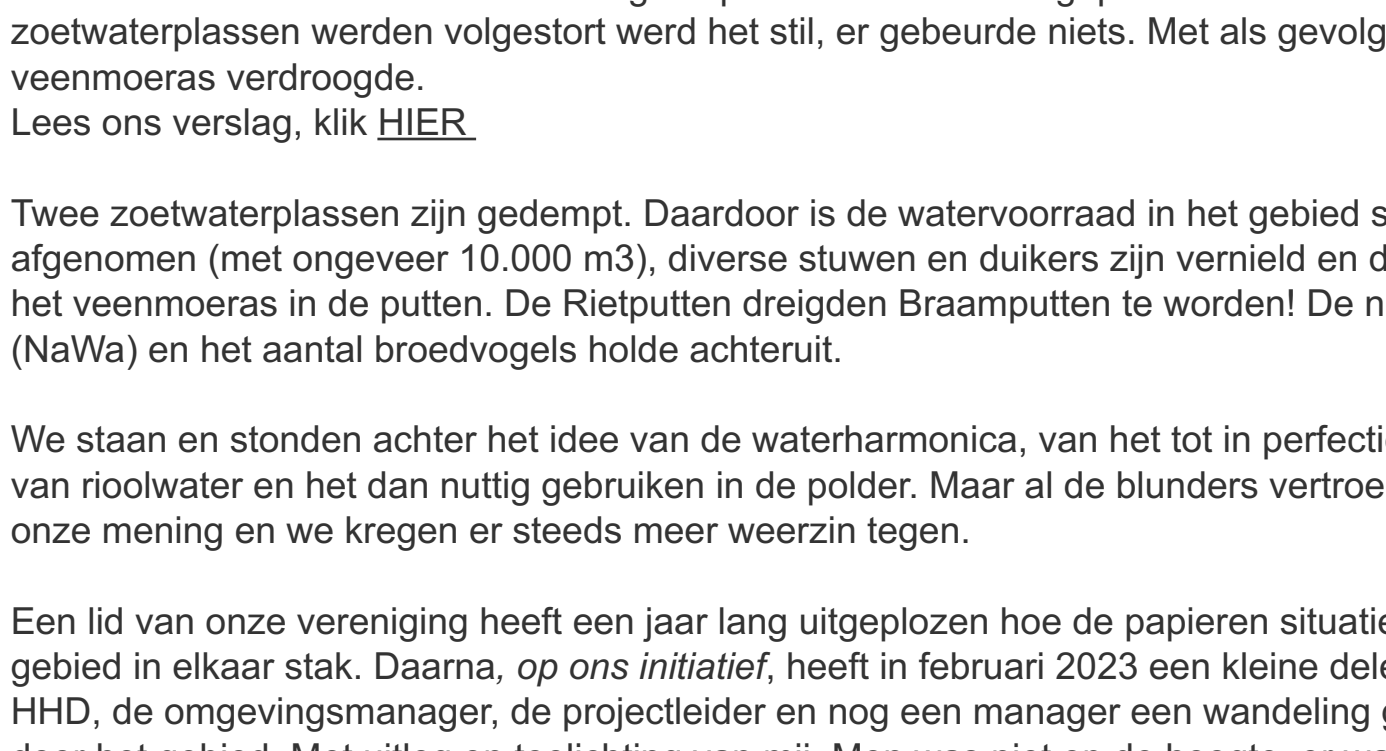 zoetwaterplassen werden volgestort werd het stil, er gebeurde niets. Met als gevolg
veenmoeras verdroogde.
Lees ons verslag, klik HIER
Twee zoetwaterplassen zijn gedempt. Daardoor is de watervoorraad in het gebied s
afgenomen (met ongeveer 10.000 m3), diverse stuwen en duikers zijn vernield en d
het veenmoeras in de putten. De Rietputten dreigden Braamputten te worden! De n
(NaWa) en het aantal broedvogels holde achteruit.
We staan en stonden achter het idee van de waterharmonica, van het tot in perfecti
van rioolwater en het dan nuttig gebruiken in de polder. Maar al de blunders vertroe
onze mening en we kregen er steeds meer weerzin tegen.
Een lid van onze vereniging heeft een jaar lang uitgeplozen hoe de papieren situatie
gebied in elkaar stak. Daarna, op ons initiatief, heeft in februari 2023 een kleine dele
HHD, de omgevingsmanager, de projectleider en nog een manager een wandeling g